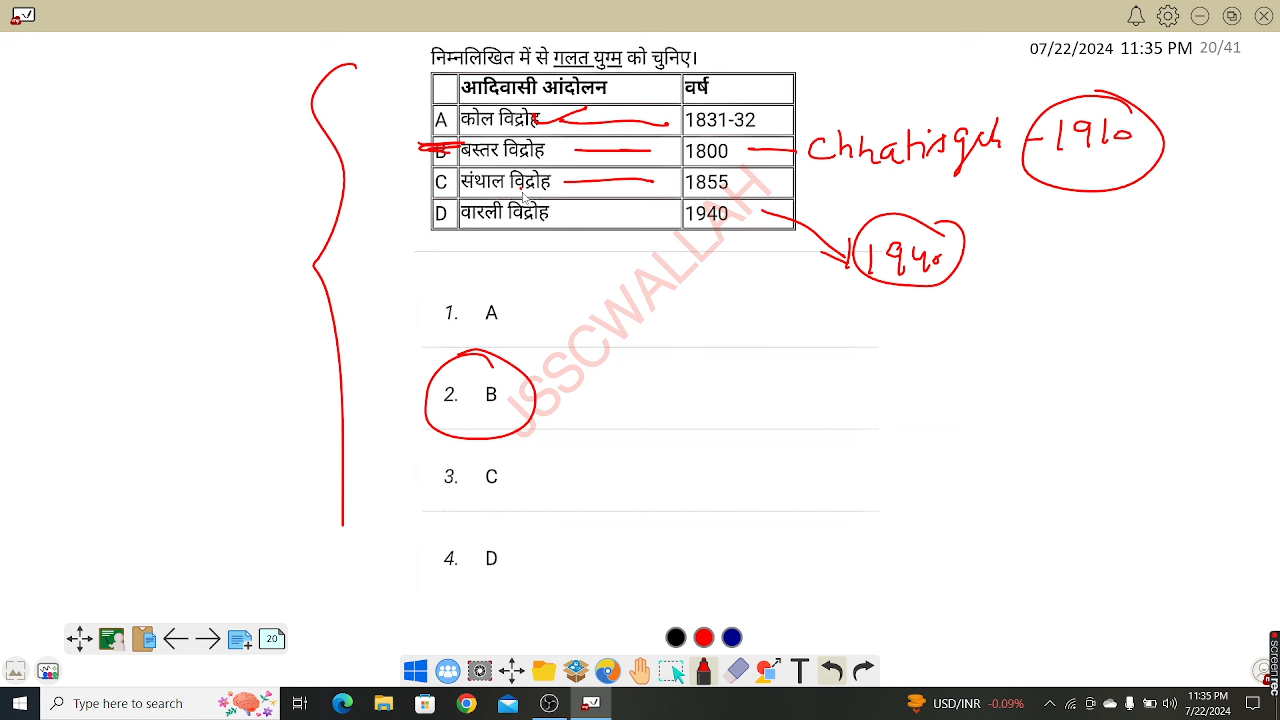 07/22/2024 11:35 PM 20/41
निम्नलिखित में से गलत युग्म को चुनिए।
आदिवासी आंदोलन वर्ष
A कोल विद्रोह 1831-32
B बस्तर विद्रोह 1800 Chhatisgah - 1910
C संथाल विद्रोह 1855
D वारली विद्रोह 1940
1940
1. A
2. B
3. C
4. D
JSSCWALLAH
20
Type here to search
USD/INR -0.09%
11:35 PM
7/22/2024